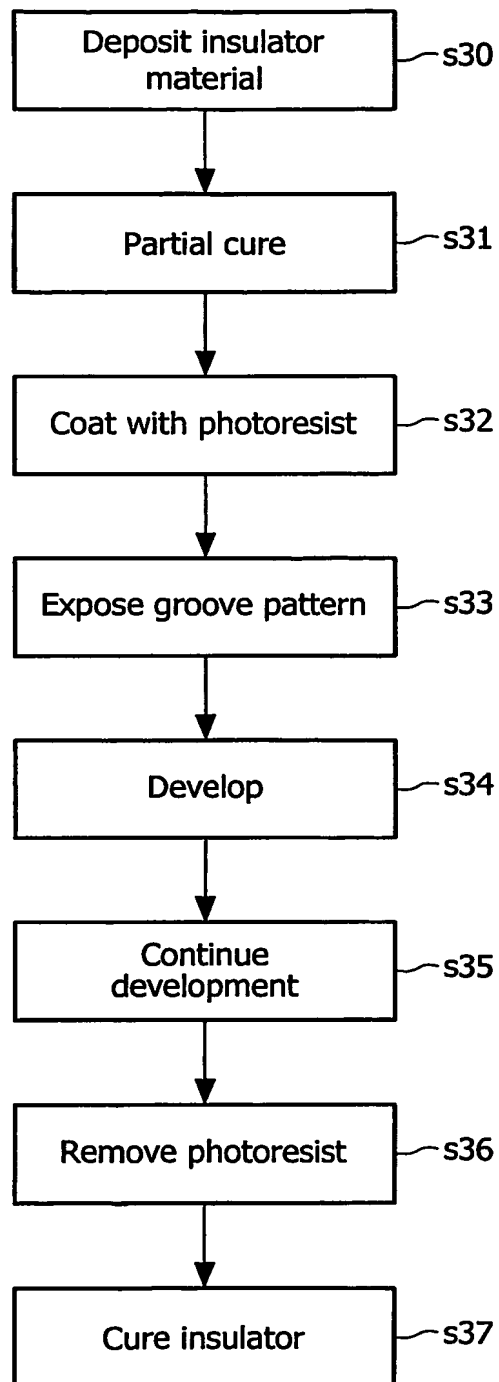 Deposit insulator
material
s30
Partial cure
s31
Coat with photoresist
s32
Expose groove pattern
s33
Develop
s34
Continue
development
s35
Remove photoresist
s36
Cure insulator
s37